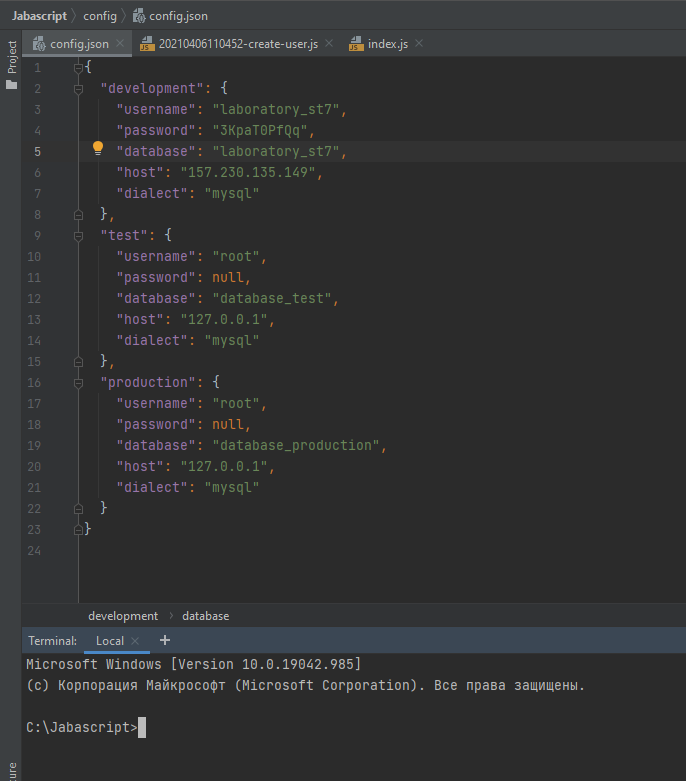 Jabascript > config > config.json
Project
config.json
20210406110452-create-user.js
index.js
1 {
2 "development": {
3 "username": "laboratory_st7",
4 "password": "3KpaT0PfQq",
5 "database": "laboratory_st7",
6 "host": "157.230.135.149",
7 "dialect": "mysql"
8 },
9 "test": {
10 "username": "root",
11 "password": null,
12 "database": "database_test",
13 "host": "127.0.0.1",
14 "dialect": "mysql"
15 },
16 "production": {
17 "username": "root",
18 "password": null,
19 "database": "database_production",
20 "host": "127.0.0.1",
21 "dialect": "mysql"
22 }
23 }
24
development > database
Terminal: Local × +
Microsoft Windows [Version 10.0.19042.985]
(c) Корпорация Майкрософт (Microsoft Corporation). Все права защищены.
C:\Jabascript>